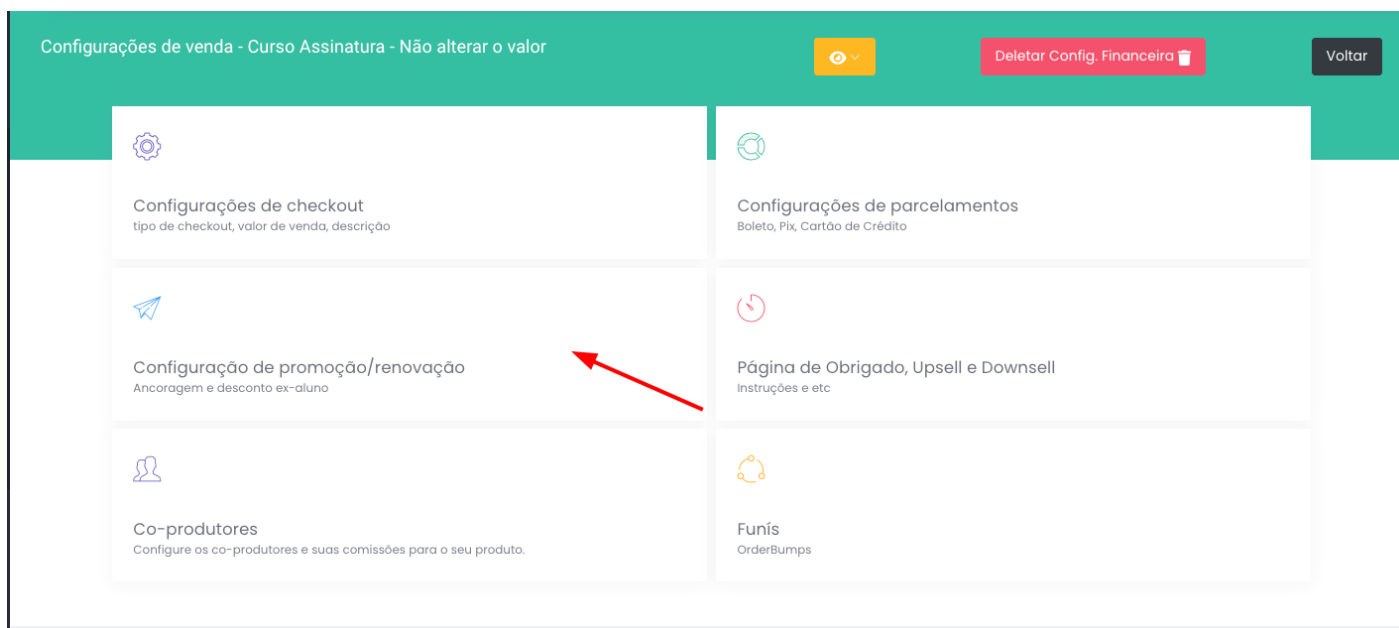 Configurações de venda - Curso Assinatura - Não alterar o valor
Deletar Config. Financeira
Voltar
Configurações de checkout
tipo de checkout, valor de venda, descrição
Configurações de parcelamentos
Boleto, Pix, Cartão de Crédito
Configuração de promoção/renovação
Ancoragem e desconto ex-aluno
Página de Obrigado, Upsell e Downsell
Instruções e etc
Co-produtores
Configure os co-produtores e suas comissões para o seu produto.
Funís
OrderBumps